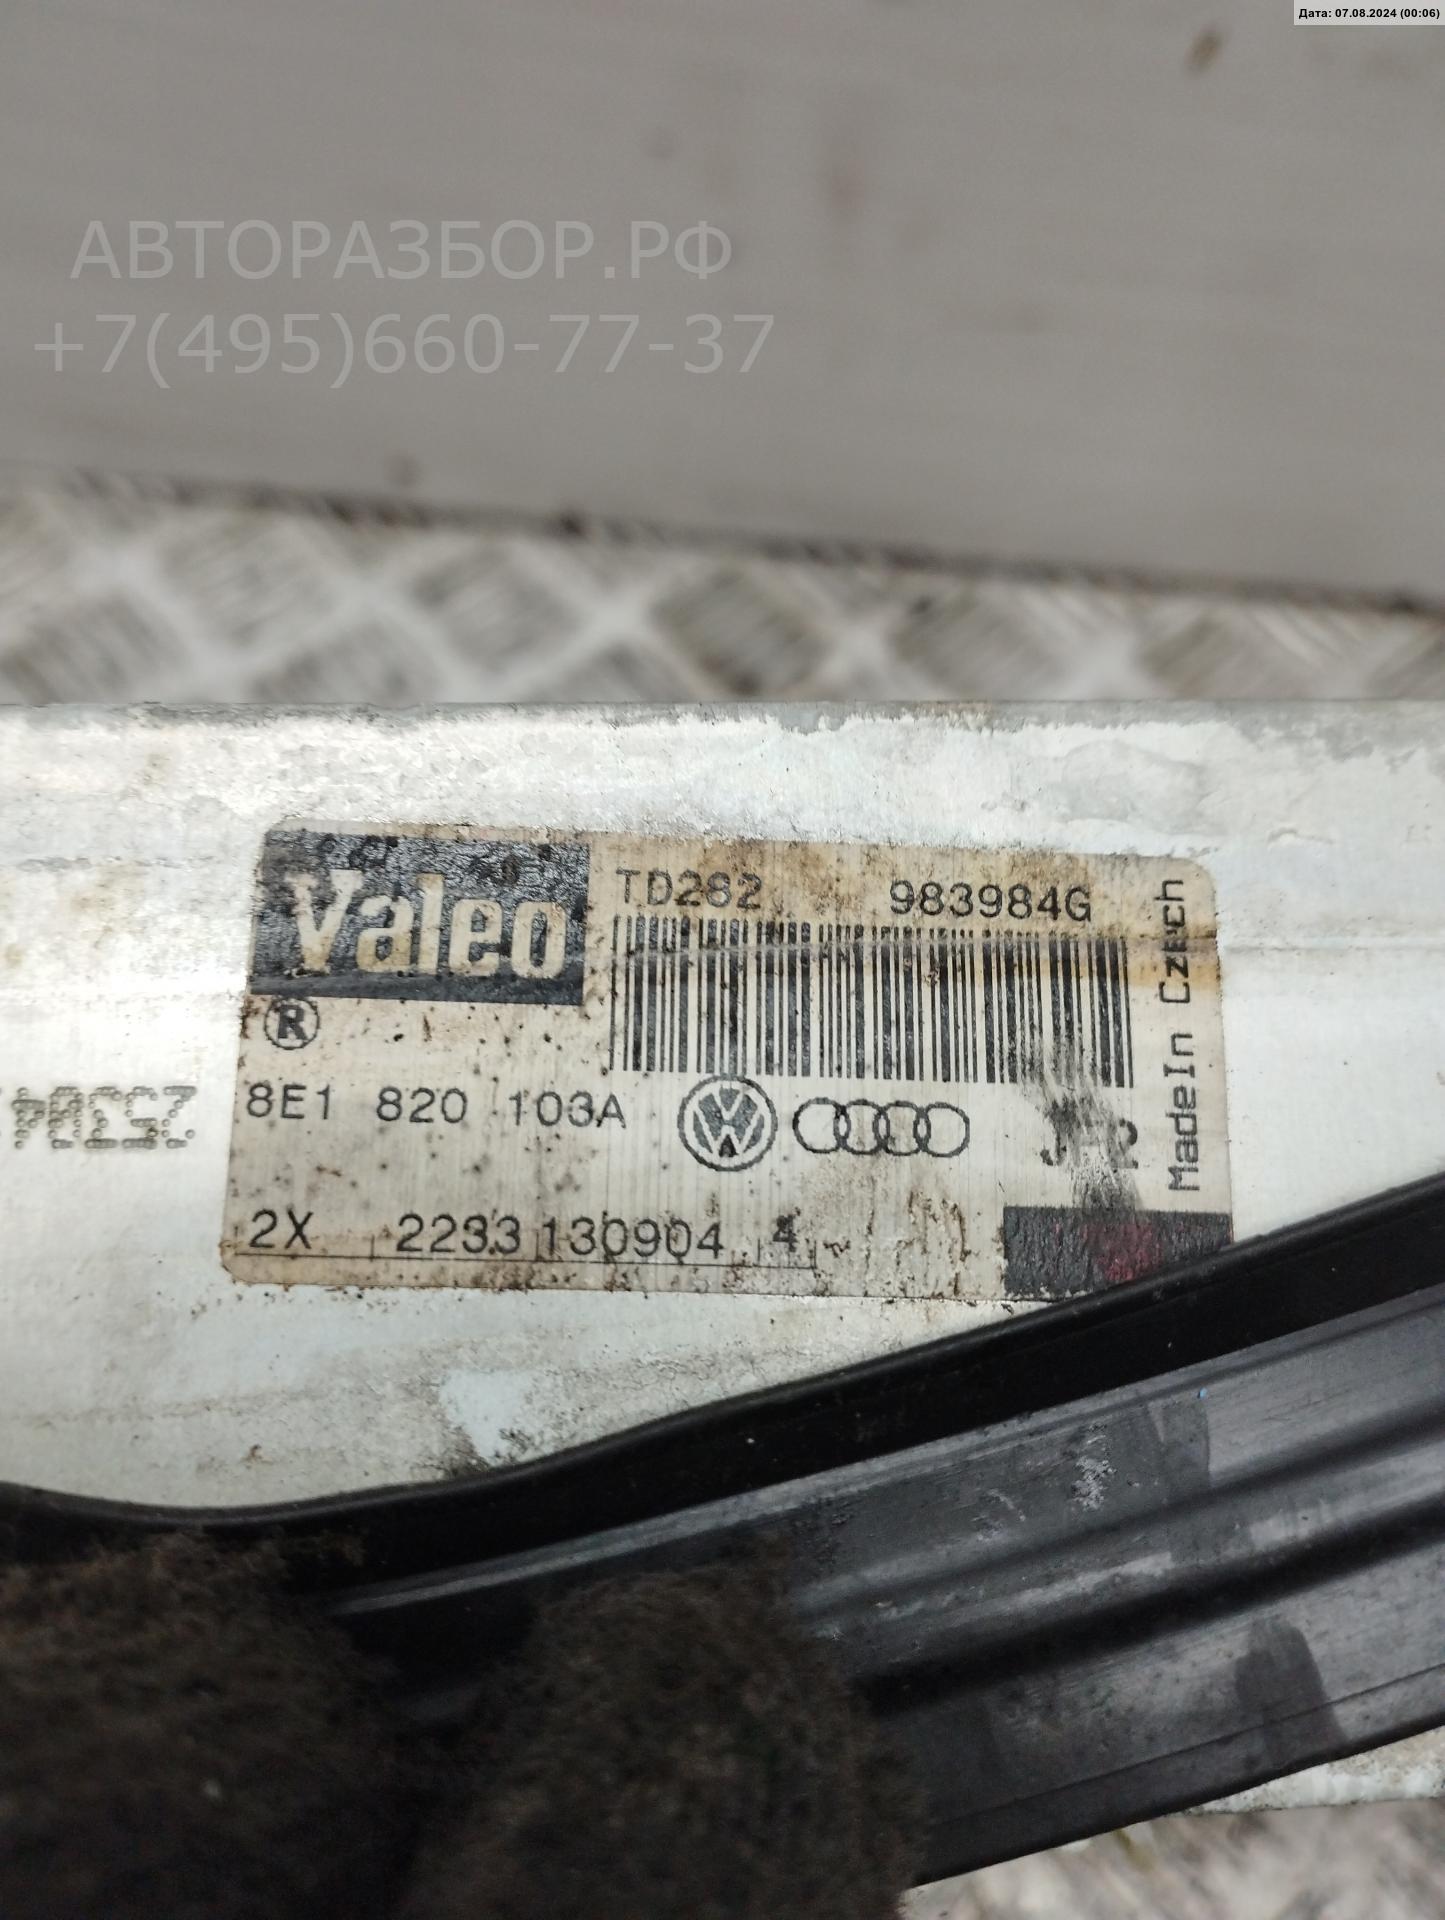 Дата: 07.08.2024 (00:06)
АВТОРАЗБОР.РФ
+7(495)660-77-37
Valeo
TD282 983984G
Made In Czech
R
8E1 820 103A
2X 2233 130904 4